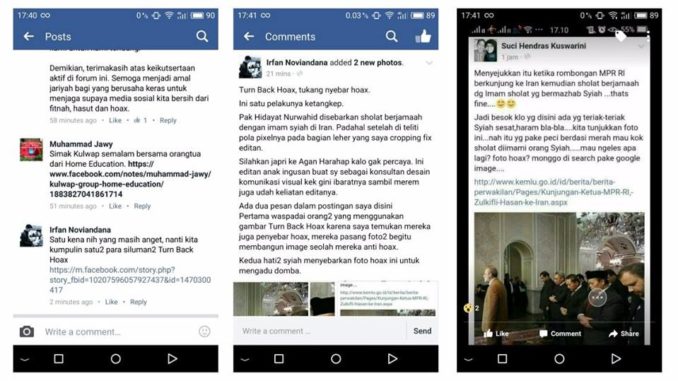 17:40
0%
90
Posts
Demikian, terimakasih atas keikutsertaan
aktif di forum ini. Semoga menjadi amal
jariyah bagi yang berusaha keras untuk
menjaga supaya media sosial kita bersih dari
fitnah, hasut dan hoax.
58 minutes ago · Like · 1 · Reply
Muhammad Jawy
Simak Kulwap semalam bersama orangtua
dari Home Education. https://
www.facebook.com/notes/muhammad-jawy/
kulwap-group-home-education/
1883827041861714
51 minutes ago · Like · Reply
Irfan Noviandana
Satu kena nih yang masih anget, nanti kita
kumpulin satu2 para siluman2 Turn Back
Hoax
https://m.facebook.com/story.php?
story_fbid=10207596057927437&id=1470300
417
2 minutes ago · Like · Reply
Write a comment...
17:41
0.03 %
89
Comments
Irfan Noviandana added 2 new photos.
21 mins
Turn Back Hoax, tukang nyebar hoax.
Ini satu pelakunya ketangkep.
Pak Hidayat Nurwahid disebarkan sholat berjamaah
dengan imam syiah di Iran. Padahal setelah di teliti
pola pixelnya pada bagian leher yang saya cropping fix
editan.
Silahkan japri ke Agan Harahap kalo gak percaya. Ini
editan anak ingusan buat sy sebagai konsultan desain
komunikasi visual kek gini ibaratnya sambil merem
juga udah keliatan editanya.
Ada dua pesan dalam postingan saya disini
Pertama waspadai orang2 yang menggunakan
gambar Turn Back Hoax karena saya temukan mereka
juga penyebar hoax, mereka pasang foto2 begitu
membangun image seolah mereka anti hoax.
Kedua hati2 syiah menyebarkan foto hoax ini untuk
mengadu domba.
image....
Write a comment...
Send
17:41
0 %
89
17.10
55%
Suci Hendras Kuswarini
1 jam
Menyejukkan itu ketika rombongan MPR RI
berkunjung ke Iran kemudian sholat berjamaah
dg Imam sholat yg bermazhab Syiah ...thats
fine....
Jadi besok klo yg disini ada yg teriak-teriak
Syiah sesat,haram bla-bla....kita tunjukkan foto
ini...nah itu yg pake peci berdasi merah mau kok
sholat diimami orang Syiah.....mau ngeles apa
lagi? foto hoax? monggo di search pake google
image....
http://www.kemlu.go.id/id/berita/berita-
perwakilan/Pages/Kunjungan-Ketua-MPR-RI,-
Zulkifli-Hasan-ke-Iran.aspx
2
Like
Comment
Share